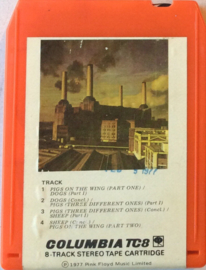 TRACK
1 PIGS ON THE WING (PART ONE) /
DOGS (Part I)
2 DOGS (Concl.) /
PIGS (THREE DIFFERENT ONES) (Part I)
3 PIGS (THREE DIFFERENT ONES) (Concl.) /
SHEEP (Part I)
4 SHEEP (Concl.) /
PIGS ON THE WING (PART TWO)
COLUMBIA TC8
8-TRACK STEREO TAPE CARTRIDGE
℗ 1977 Pink Floyd Music Limited